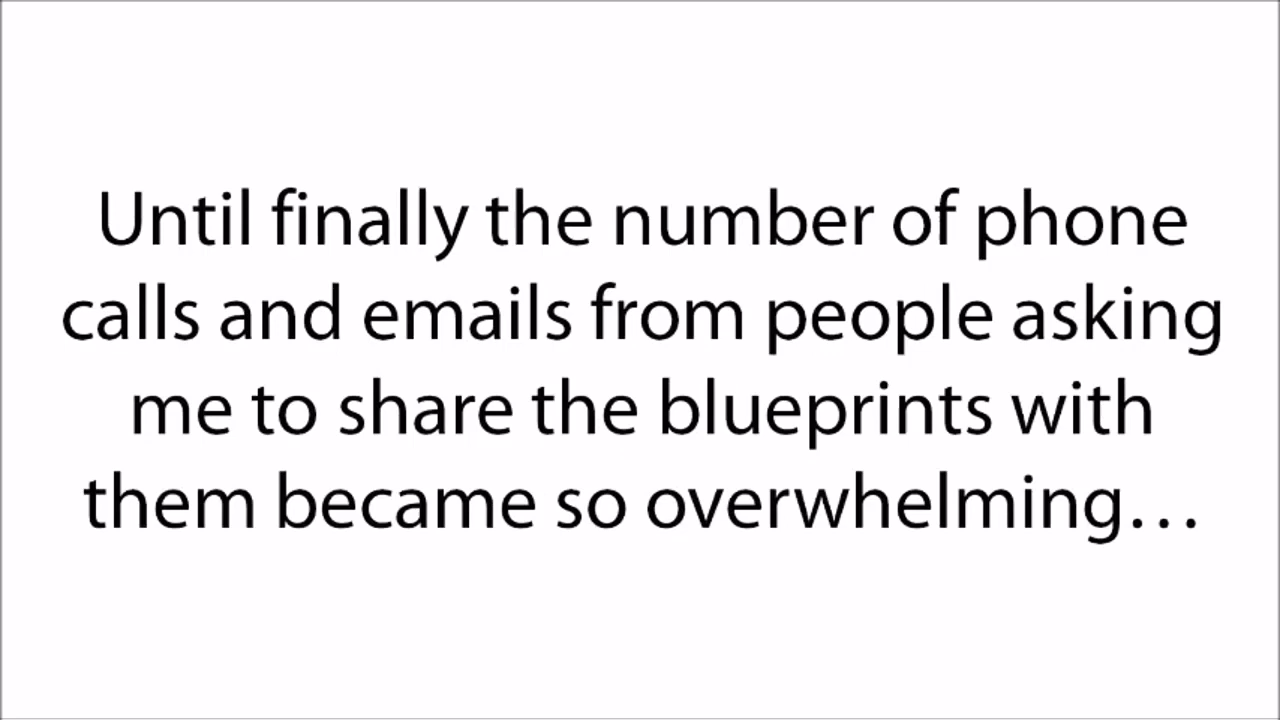 Until finally the number of phone
calls and emails from people asking
me to share the blueprints with
them became so overwhelming…